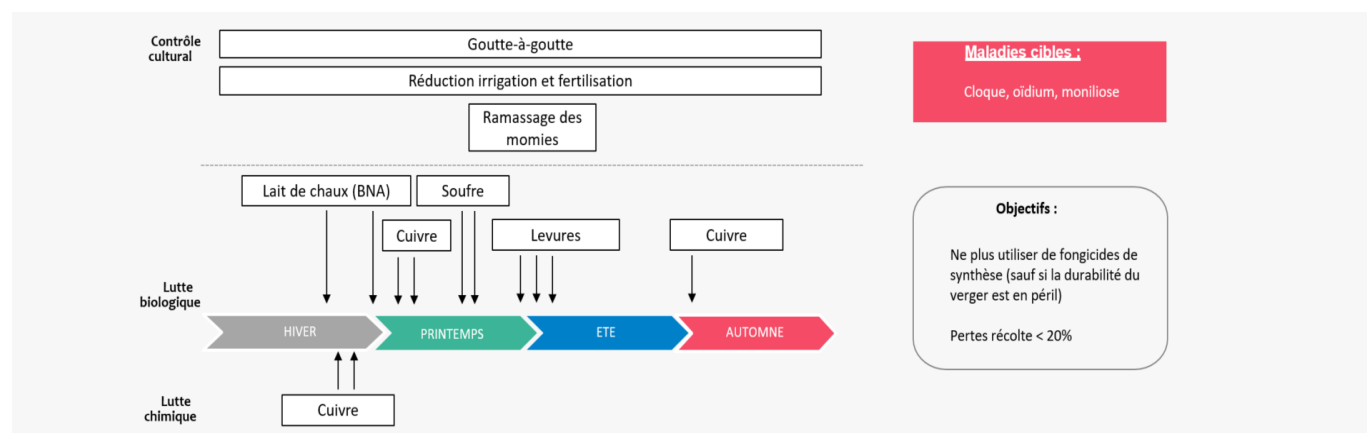 Contrôle
cultural
Goutte-à-goutte
Réduction irrigation et fertilisation
Ramassage des
momies
Maladies cibles :
Cloque, oïdium, moniliose
Lait de chaux (BNA)
Soufre
Cuivre
Levures
Cuivre
Lutte
biologique
HIVER
PRINTEMPS
ETE
AUTOMNE
Lutte
chimique
Cuivre
Objectifs :
Ne plus utiliser de fongicides de
synthèse (sauf si la durabilité du
verger est en péril)
Pertes récolte < 20%